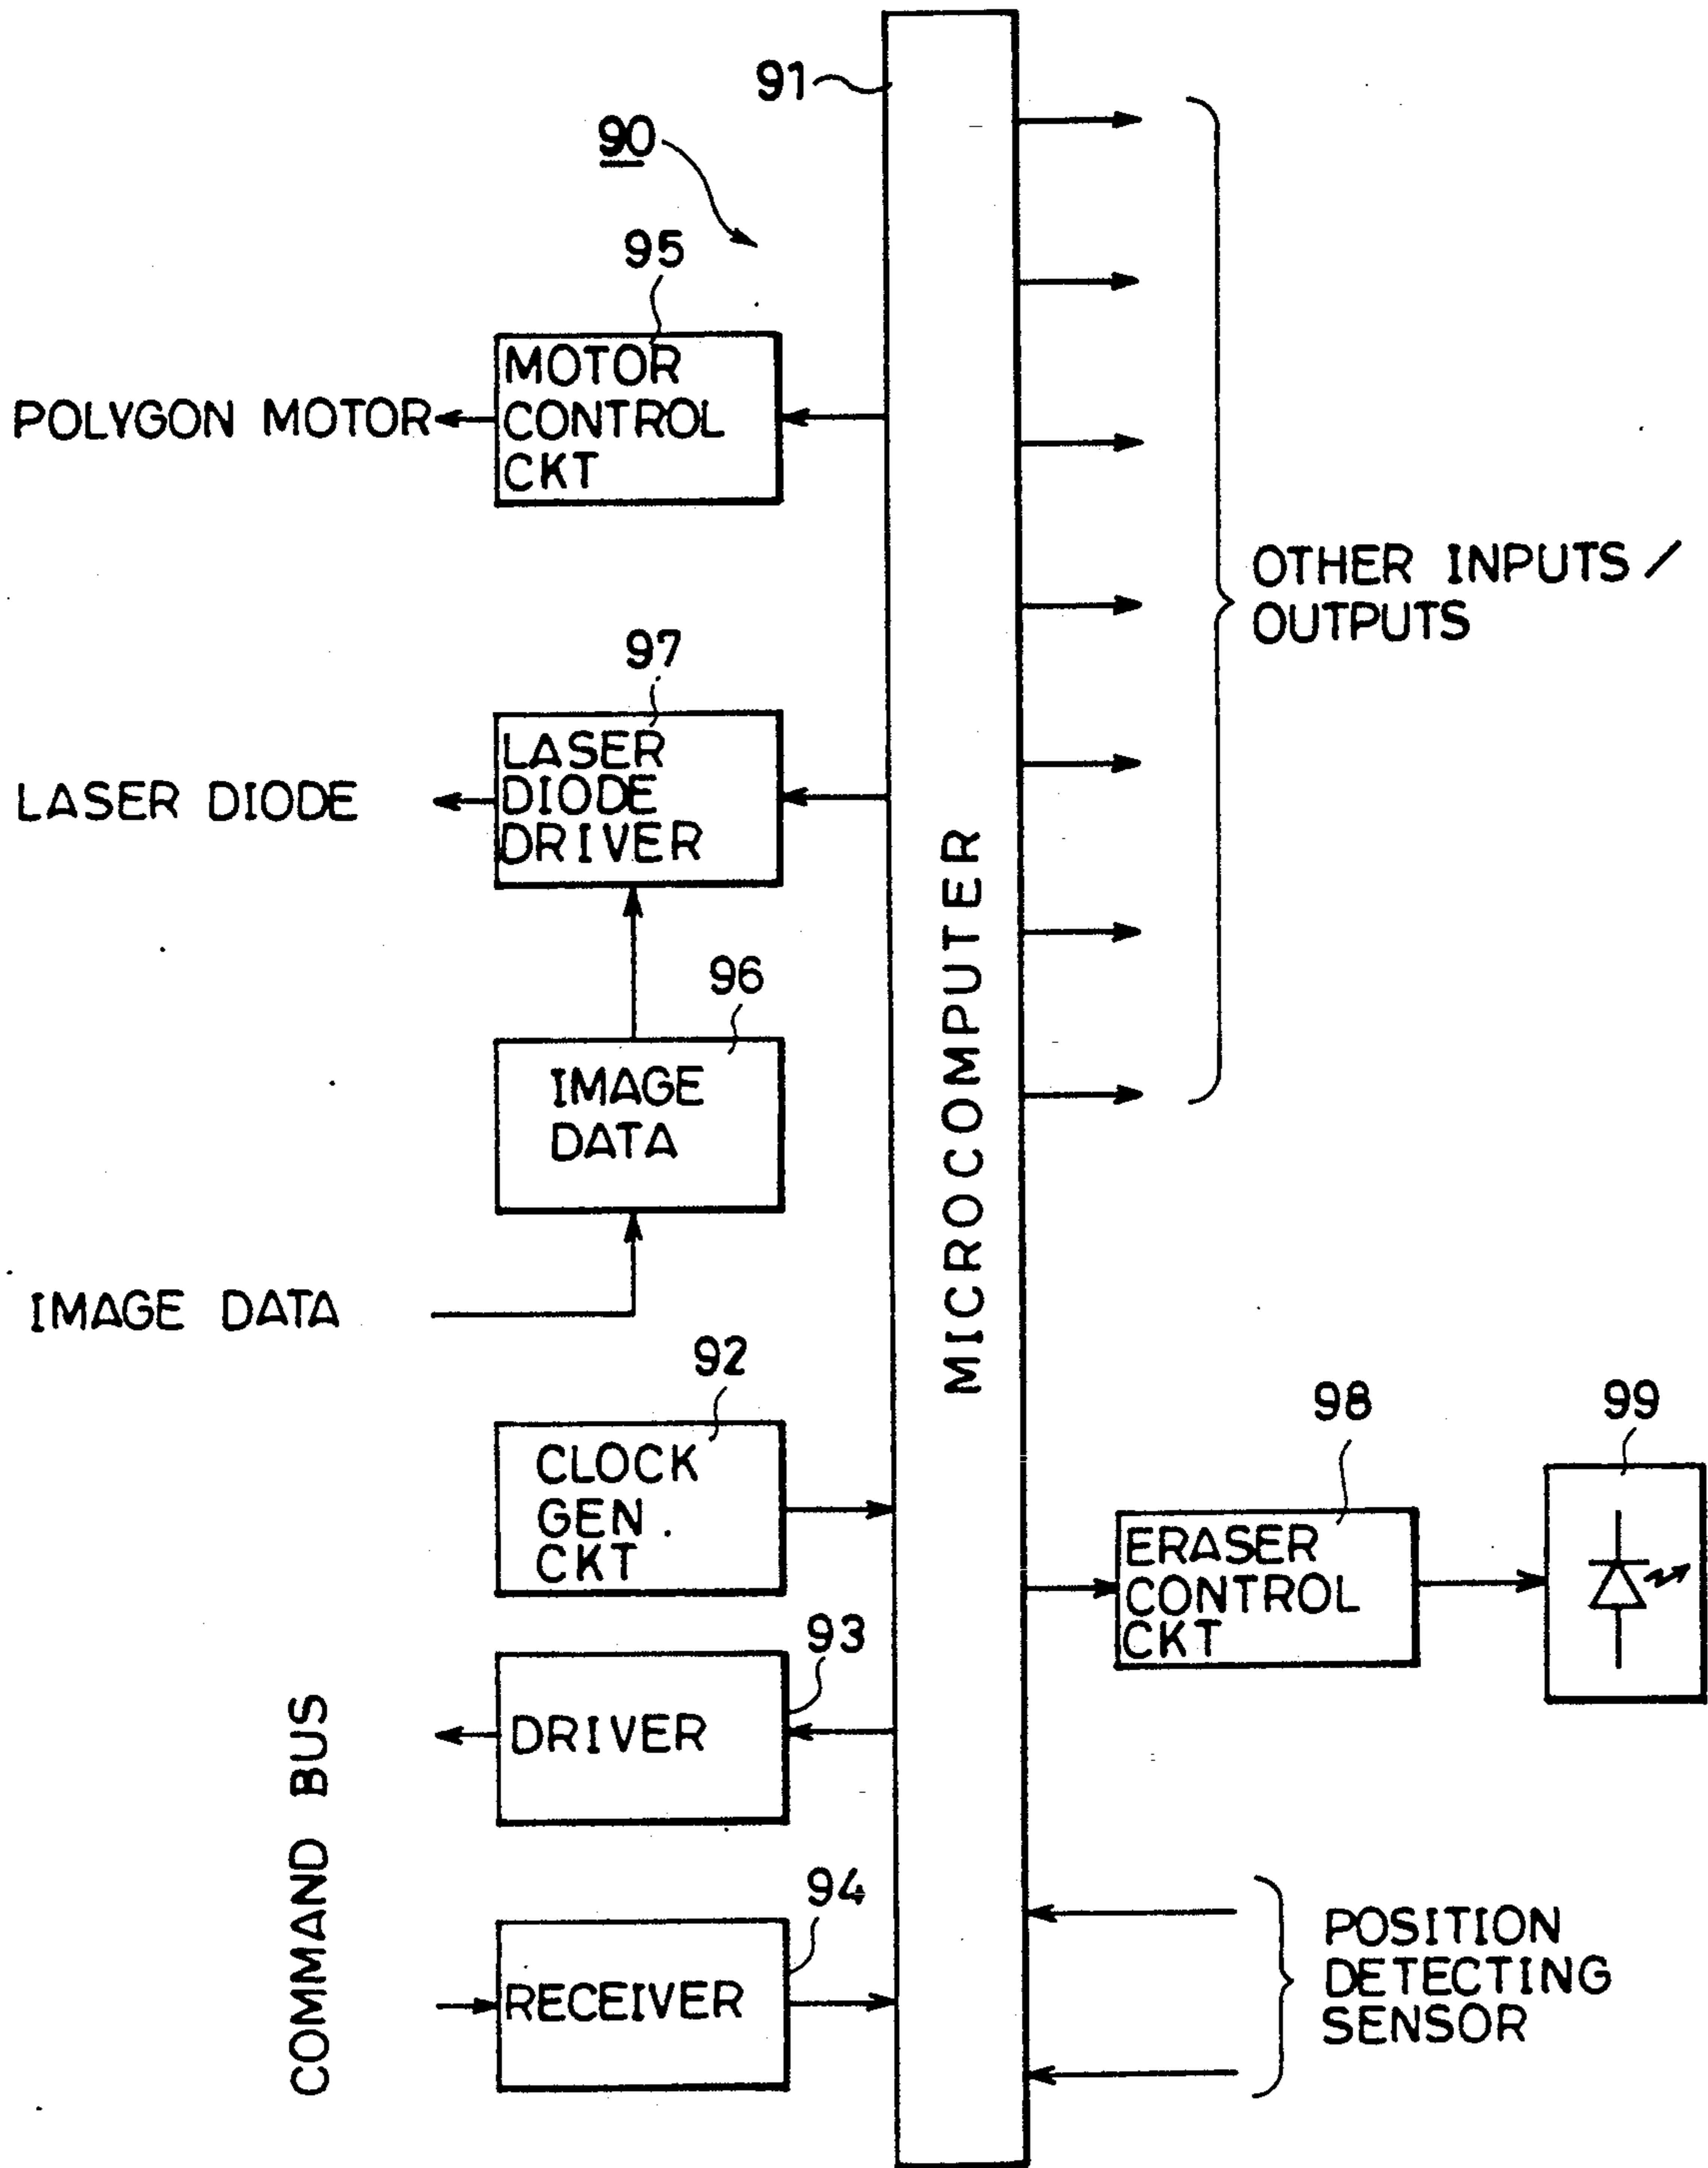 91
90
95
MOTOR
CONTROL
CKT
POLYGON MOTOR
OTHER INPUTS /
OUTPUTS
97
LASER
DIODE
DRIVER
LASER DIODE
MICROCOMPUTER
96
IMAGE
DATA
IMAGE DATA
92
CLOCK
GEN.
CKT
98
99
ERASER
CONTROL
CKT
93
DRIVER
COMMAND BUS
94
RECEIVER
POSITION
DETECTING
SENSOR